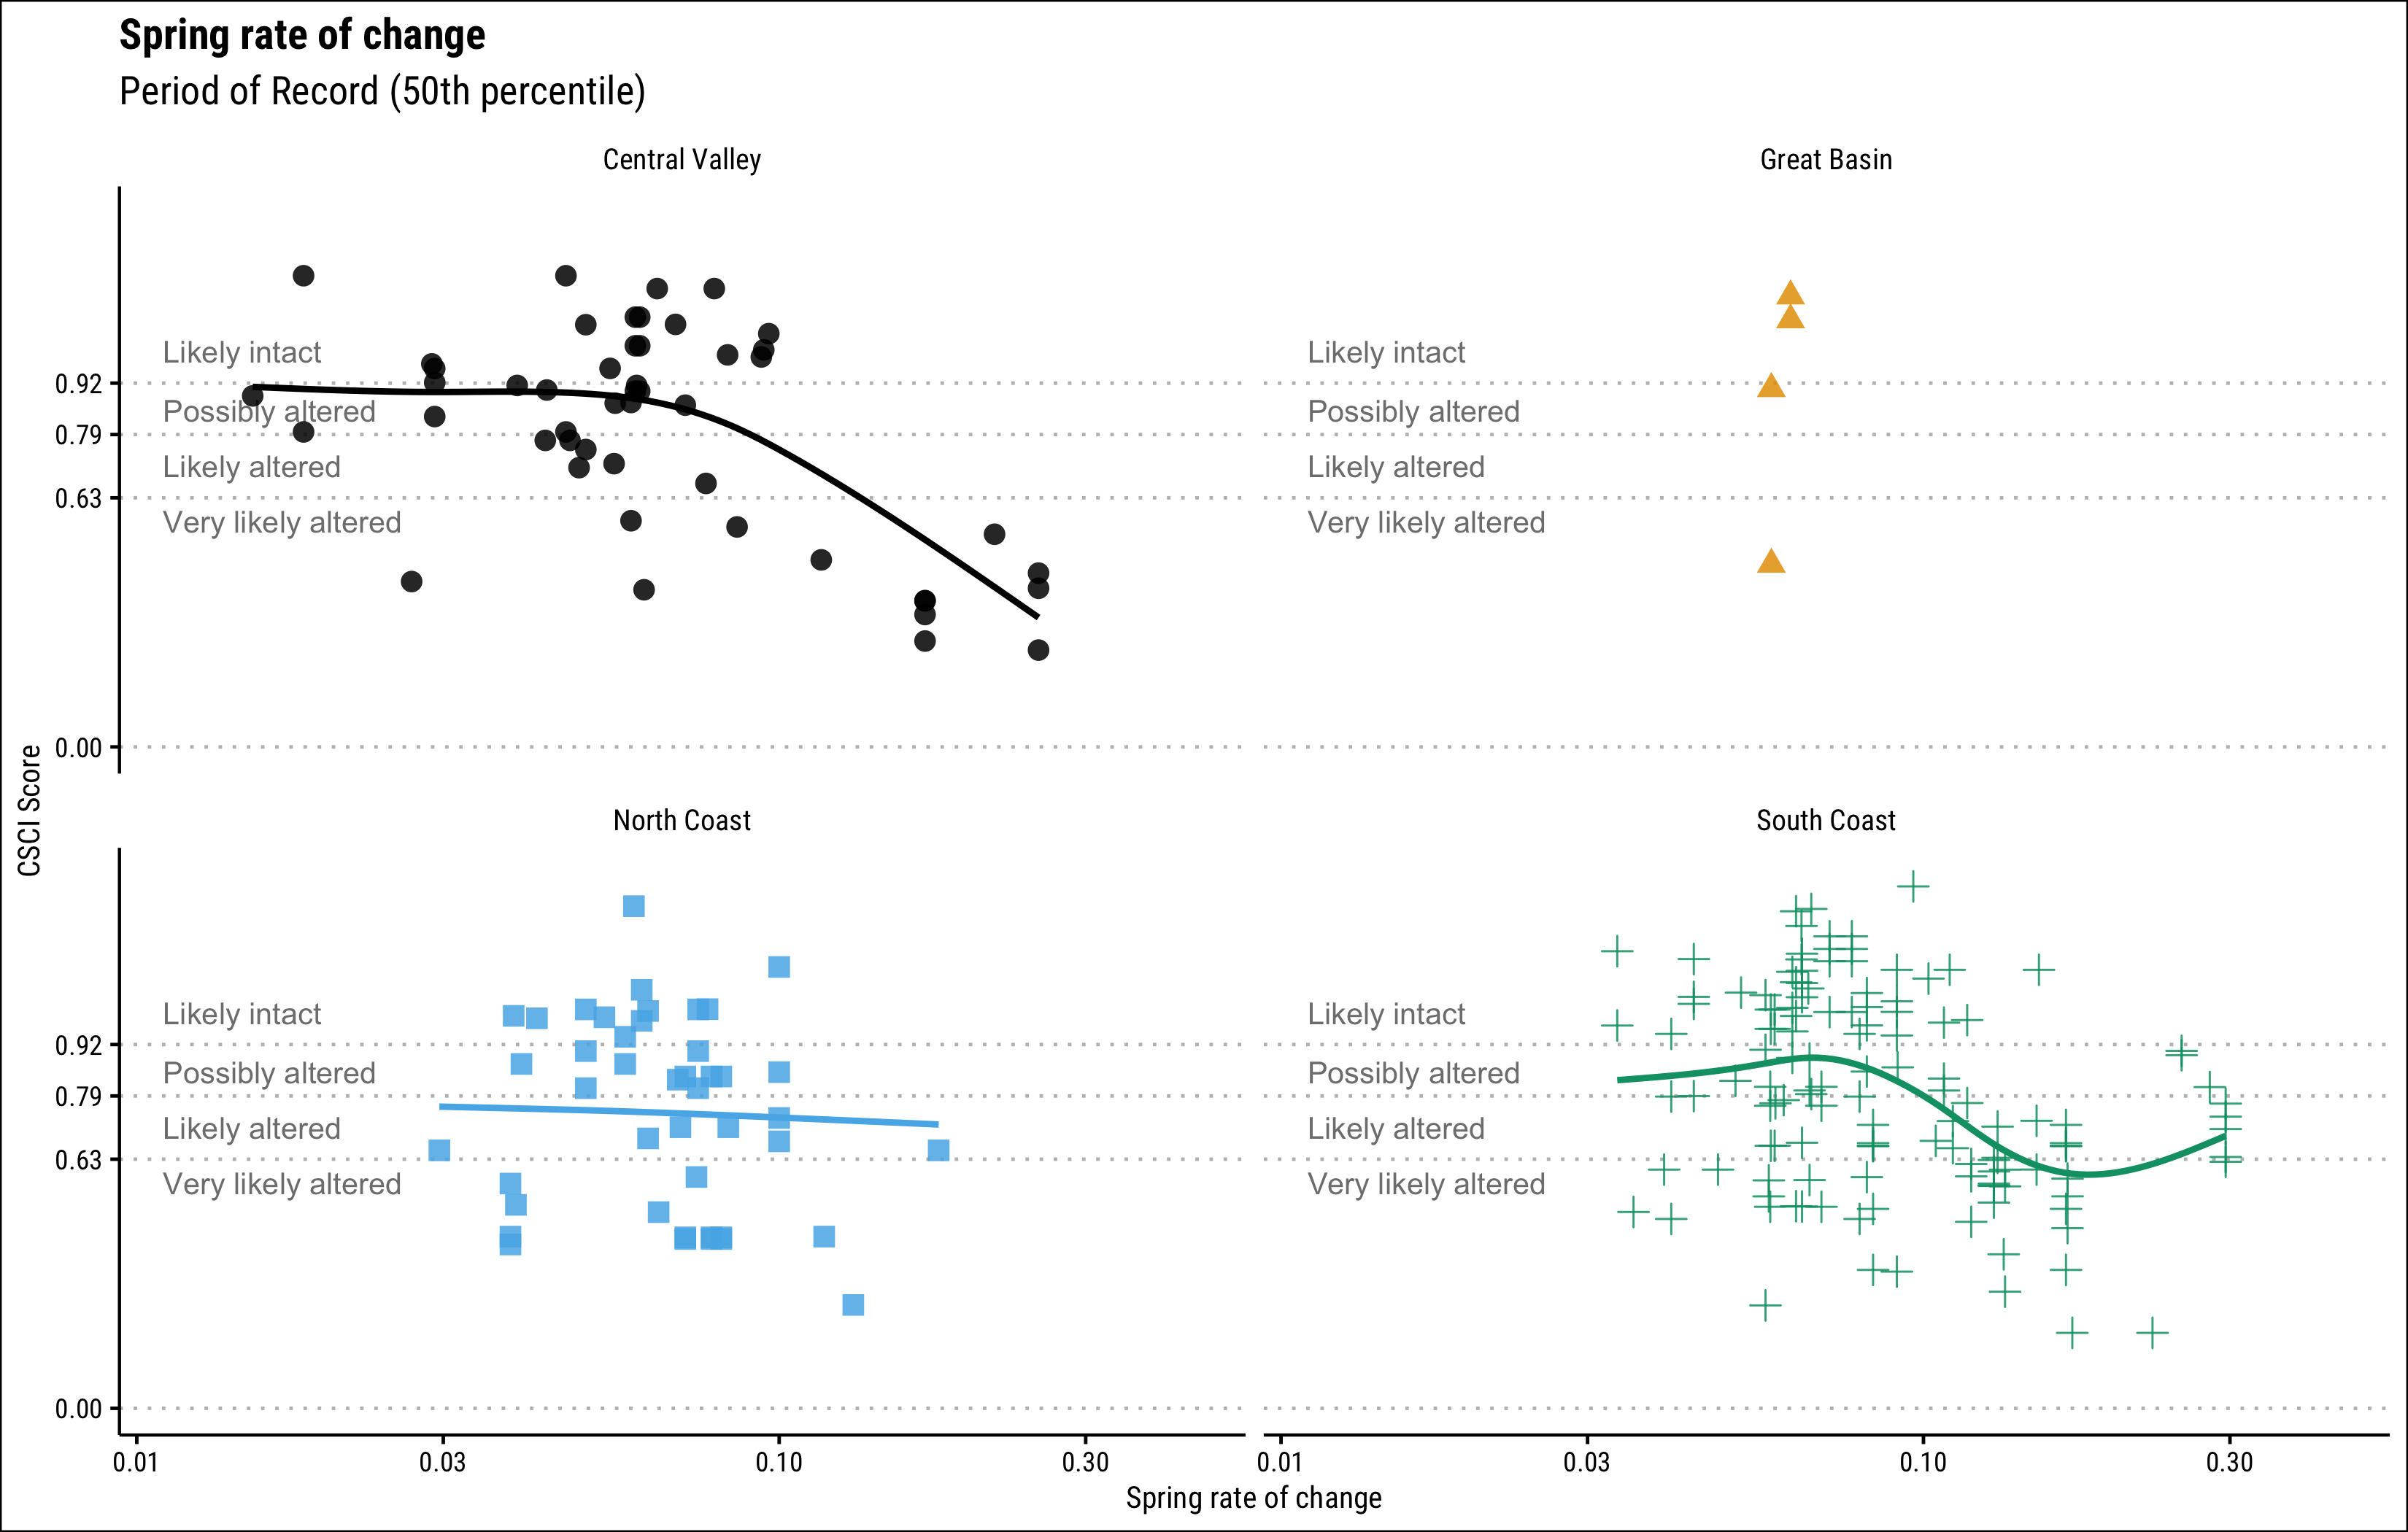 Spring rate of change
Period of Record (50th percentile)
Central Valley
Great Basin
Likely intact
Likely intact
0.92
Possibly altered
Possibly altered
0.79
Likely altered
Likely altered
0.63
Very likely altered
Very likely altered
0.00
CSCI Score
North Coast
South Coast
Likely intact
Likely intact
0.92
Possibly altered
Possibly altered
0.79
Likely altered
Likely altered
0.63
Very likely altered
Very likely altered
0.00
0.01 0.03 0.10 0.30 0.01 0.03 0.10 0.30
Spring rate of change